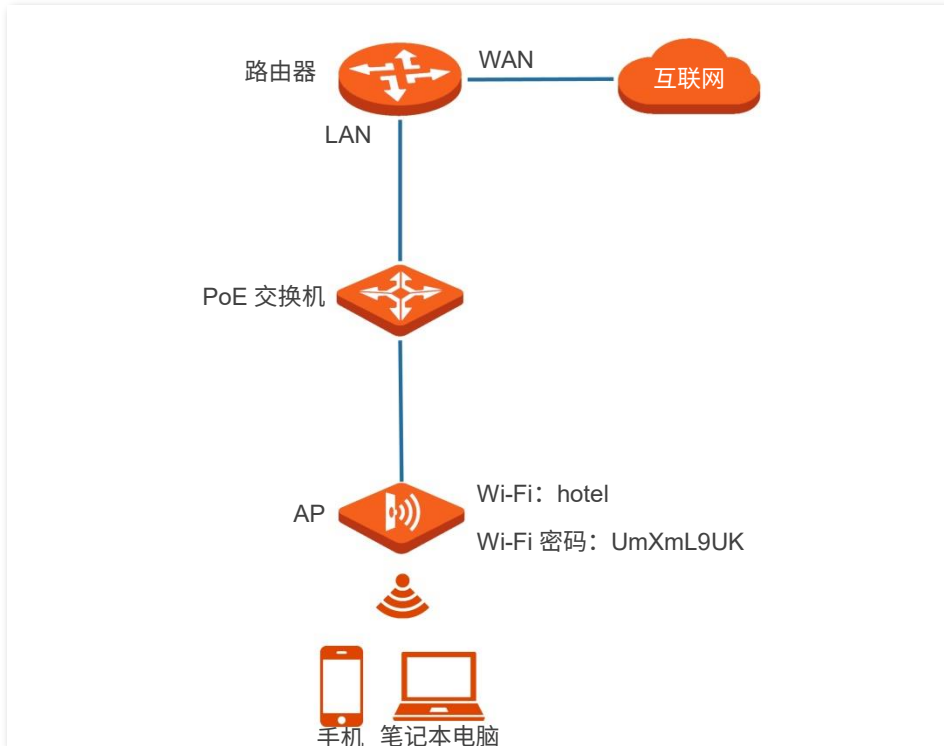 路由器
WAN
互联网
LAN
PoE 交换机
AP
Wi-Fi：hotel
Wi-Fi 密码：UmXmL9UK
手机
笔记本电脑